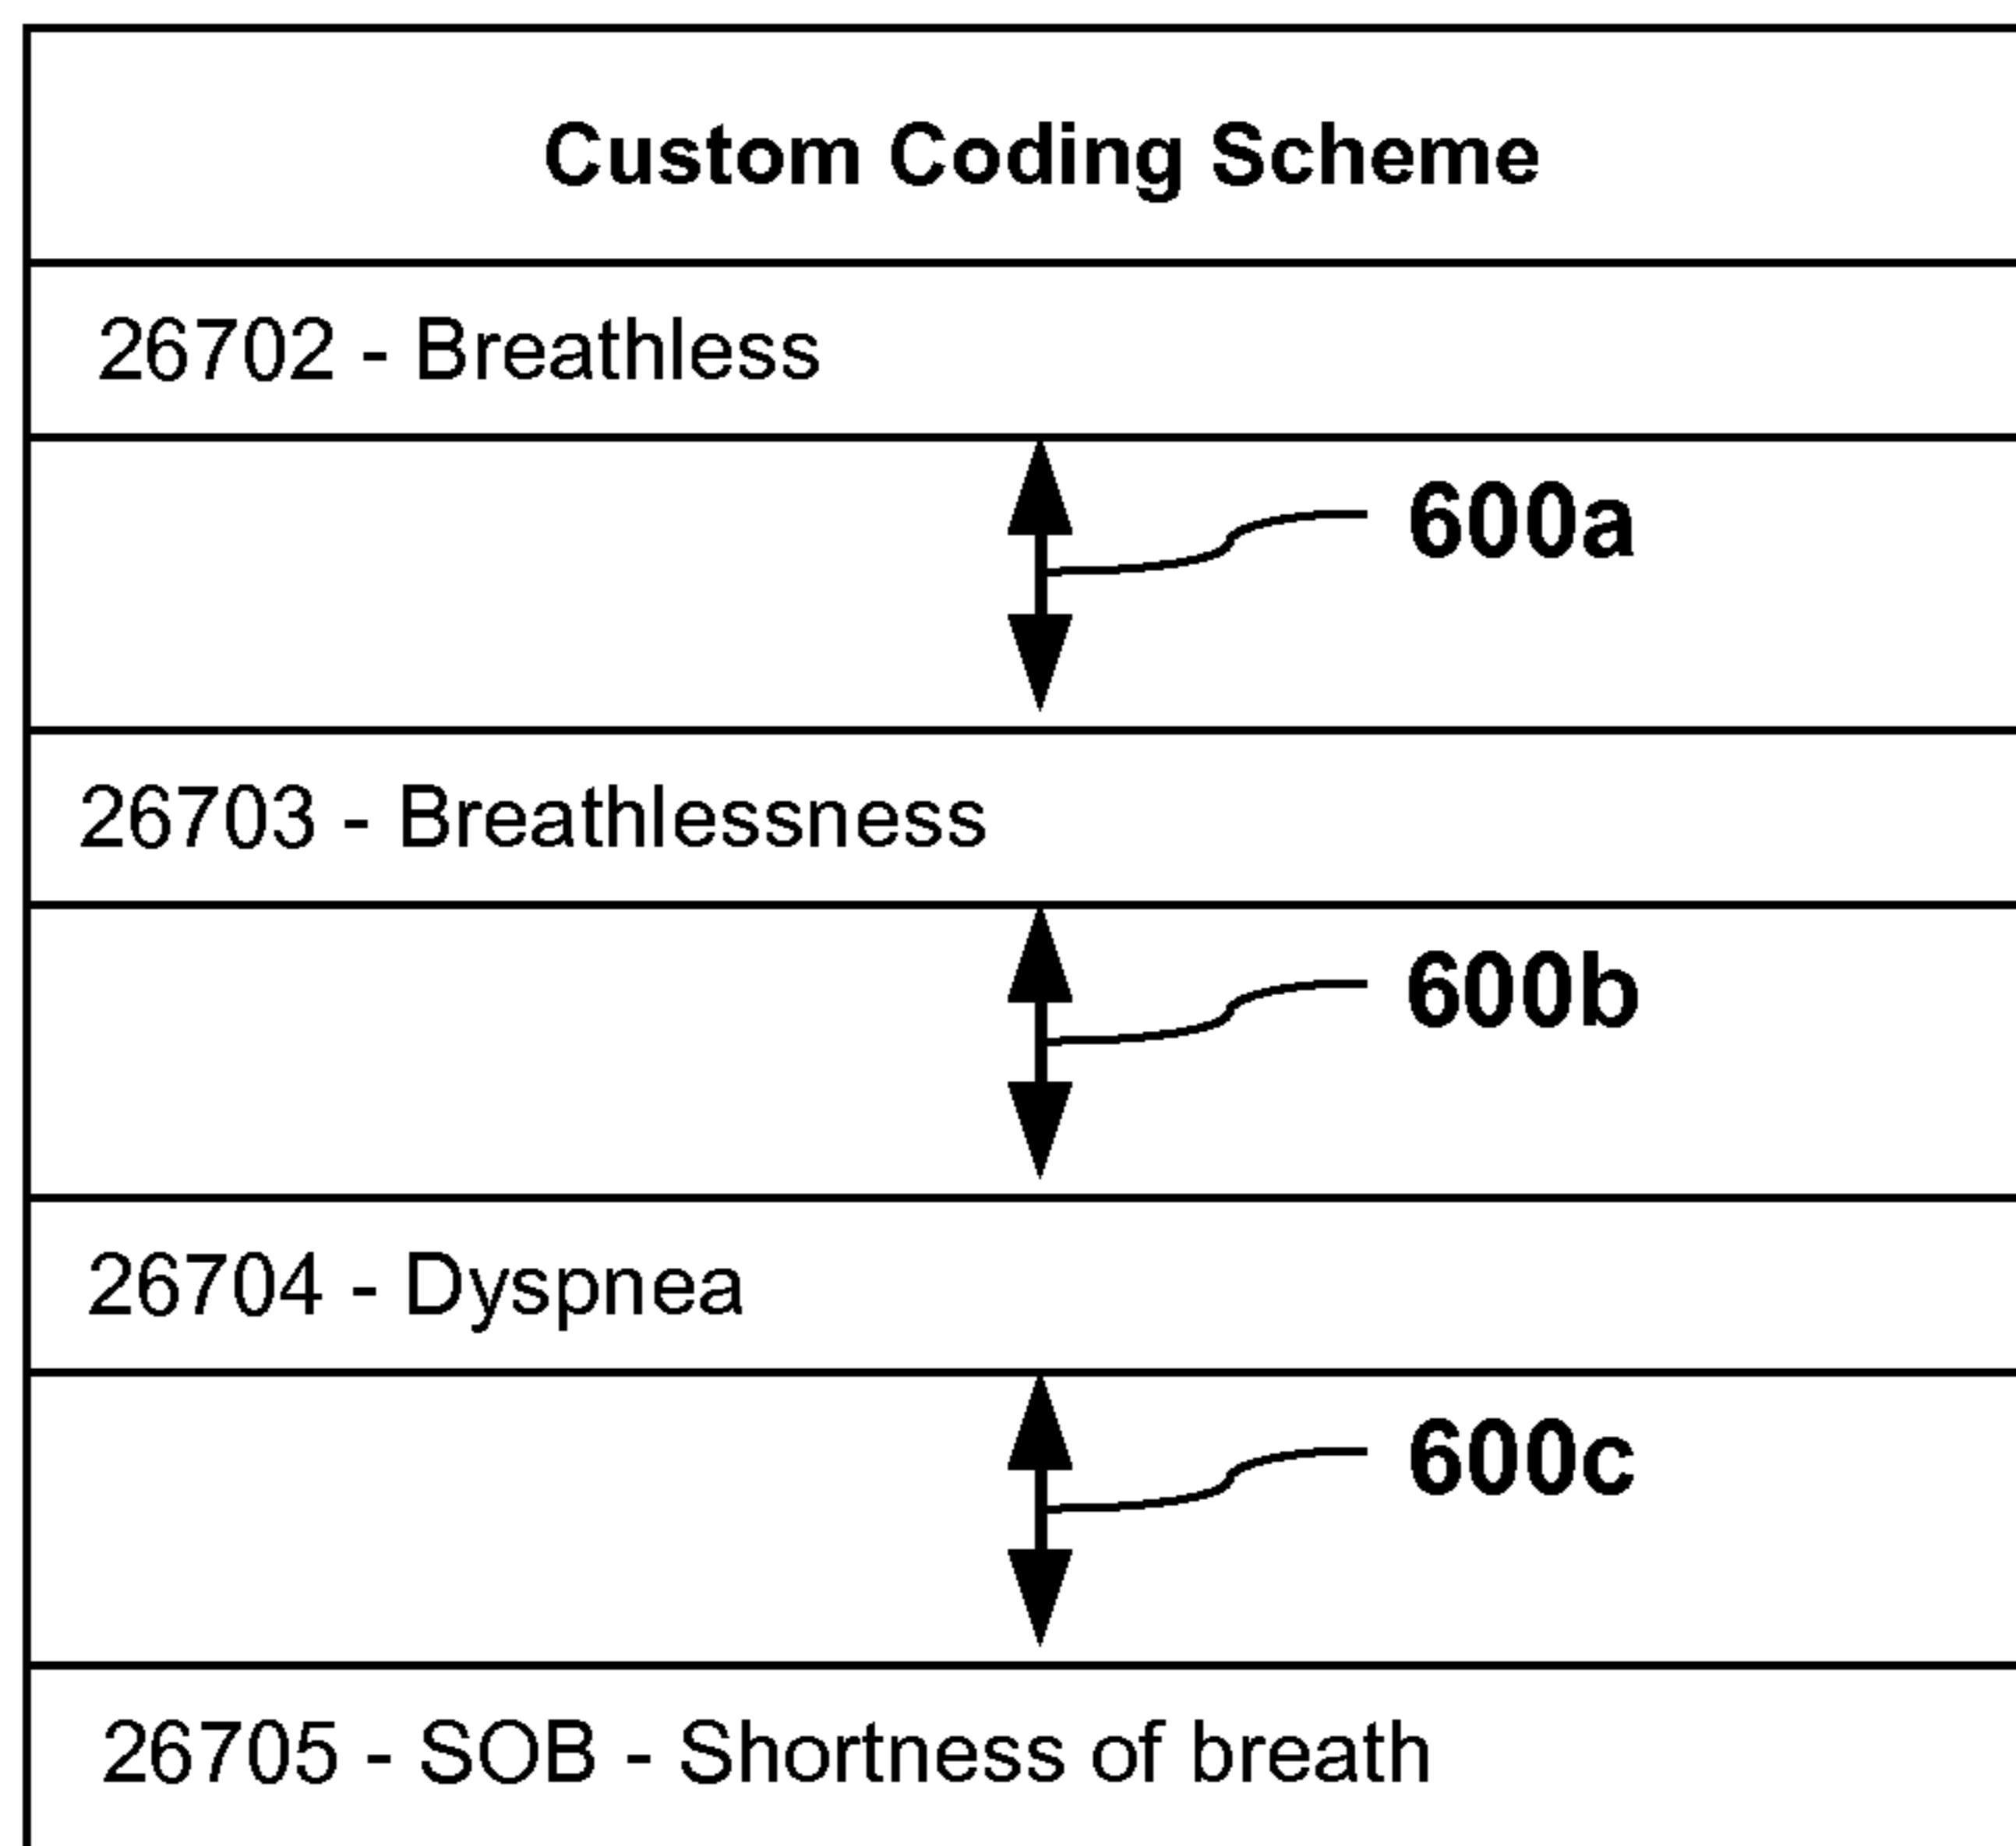 Custom Coding Scheme
26702 - Breathless
600a
26703 - Breathlessness
600b
26704 - Dyspnea
600c
26705 - SOB - Shortness of breath